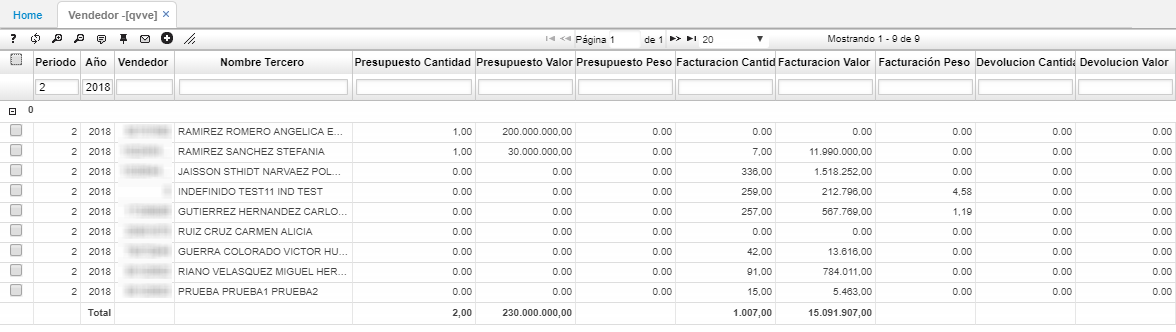 Home Vendedor -[qvve] ×
? Página 1 de 1 20 Mostrando 1 - 9 de 9
Periodo Año Vendedor Nombre Tercero Presupuesto Cantidad Presupuesto Valor Presupuesto Peso Facturacion Cantid Facturacion Valor Facturación Peso Devolucion Cantida Devolucion Valor
2 2018
0
2 2018 RAMIREZ ROMERO ANGELICA E... 1,00 200.000.000,00 0.00 0.00 0.00 0.00 0.00 0.00
2 2018 RAMIREZ SANCHEZ STEFANIA 1,00 30.000.000,00 0.00 7,00 11.990.000,00 0.00 0.00 0.00
2 2018 JAISSON STHIDT NARVAEZ POL... 0.00 0.00 0.00 336,00 1.518.252,00 0.00 0.00 0.00
2 2018 INDEFINIDO TEST11 IND TEST 0.00 0.00 0.00 259,00 212.796,00 4,58 0.00 0.00
2 2018 GUTIERREZ HERNANDEZ CARLO... 0.00 0.00 0.00 257,00 567.769,00 1,19 0.00 0.00
2 2018 RUIZ CRUZ CARMEN ALICIA 0.00 0.00 0.00 0.00 0.00 0.00 0.00 0.00
2 2018 GUERRA COLORADO VICTOR HU... 0.00 0.00 0.00 42,00 13.616,00 0.00 0.00 0.00
2 2018 RIANO VELASQUEZ MIGUEL HER... 0.00 0.00 0.00 91,00 784.011,00 0.00 0.00 0.00
2 2018 PRUEBA PRUEBA1 PRUEBA2 0.00 0.00 0.00 15,00 5.463,00 0.00 0.00 0.00
Total 2,00 230.000.000,00 1.007,00 15.091.907,00